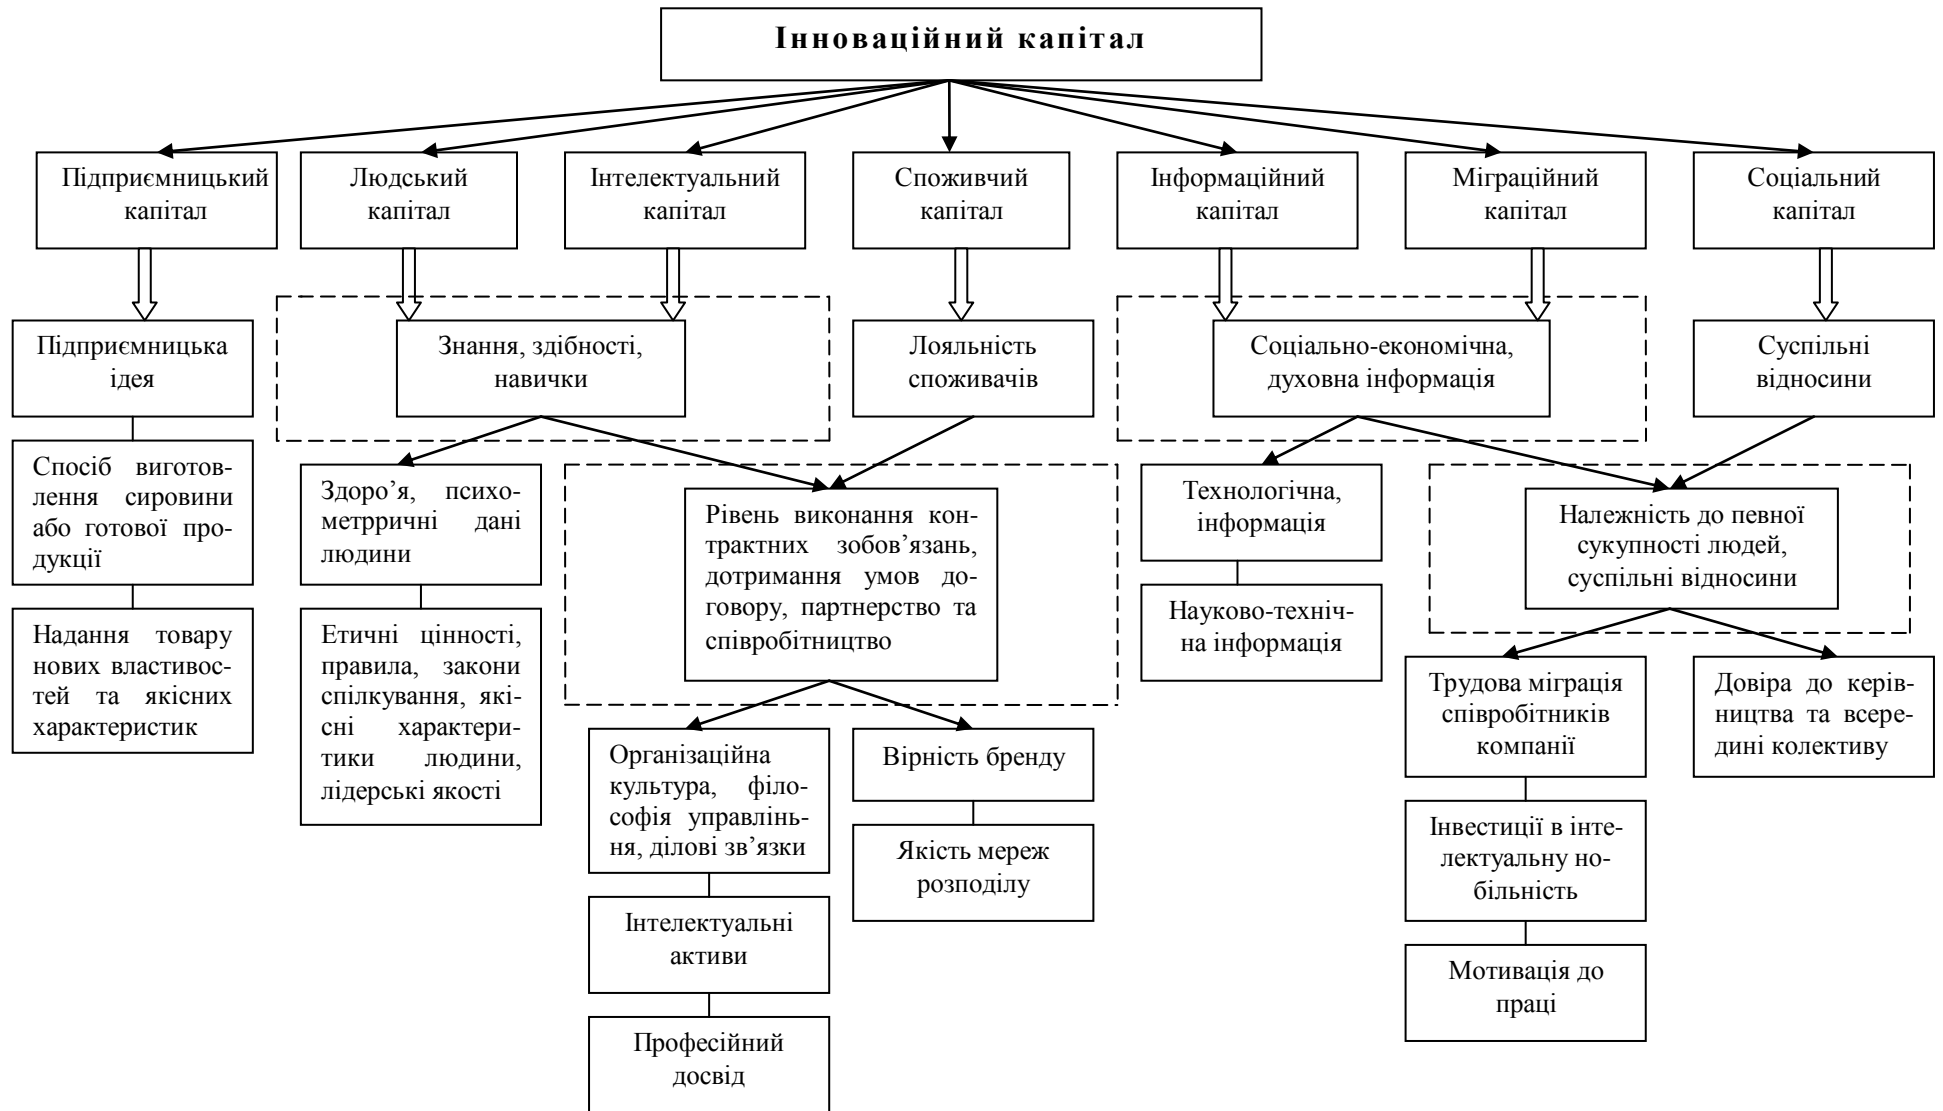 Інноваційний капітал
Підприємницький
капітал
Людський
капітал
Інтелектуальний
капітал
Споживчий
капітал
Інформаційний
капітал
Міграційний
капітал
Соціальний
капітал
Підприємницька
ідея
Знання, здібності,
навички
Лояльність
споживачів
Соціально-економічна,
духовна інформація
Суспільні
відносини
Спосіб виготов-
лення сировини
або готової про-
дукції
Здоро’я, психо-
метрричні дані
людини
Рівень виконання кон-
трактних зобов’язань,
дотримання умов до-
говору, партнерство та
співробітництво
Технологічна,
інформація
Належність до певної
сукупності людей,
суспільні відносини
Надання товару
нових властивос-
тей та якісних
характеристик
Етичні цінності,
правила, закони
спілкування, які-
сні характери-
тики людини,
лідерські якості
Науково-техніч-
на інформація
Трудова міграція
співробітників
компанії
Довіра до керів-
ництва та всере-
дині колективу
Організаційна
культура, філо-
софія управлінь-
ня, ділові зв’язки
Вірність бренду
Якість мереж
розподілу
Інвестиції в інте-
лектуальну но-
більність
Інтелектуальні
активи
Мотивація до
праці
Професійний
досвід